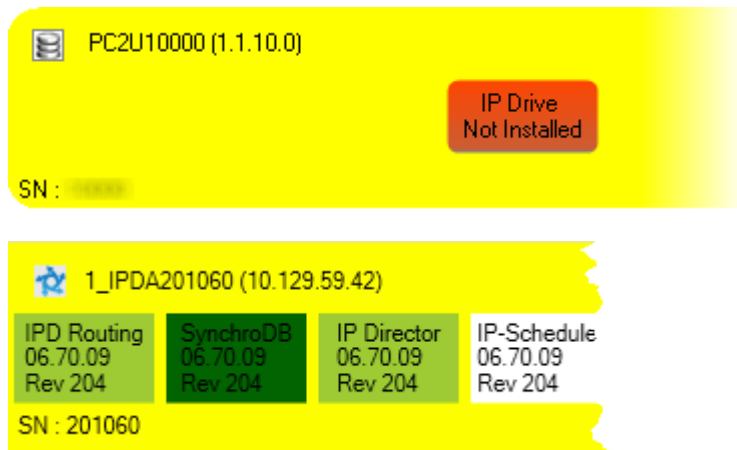 PC2U10000 (1.1.10.0)
IP Drive
Not Installed
SN :
1_IPDA201060 (10.129.59.42)
IPD Routing
06.70.09
Rev 204
SynchroDB
06.70.09
Rev 204
IP Director
06.70.09
Rev 204
IP-Schedule
06.70.09
Rev 204
SN : 201060